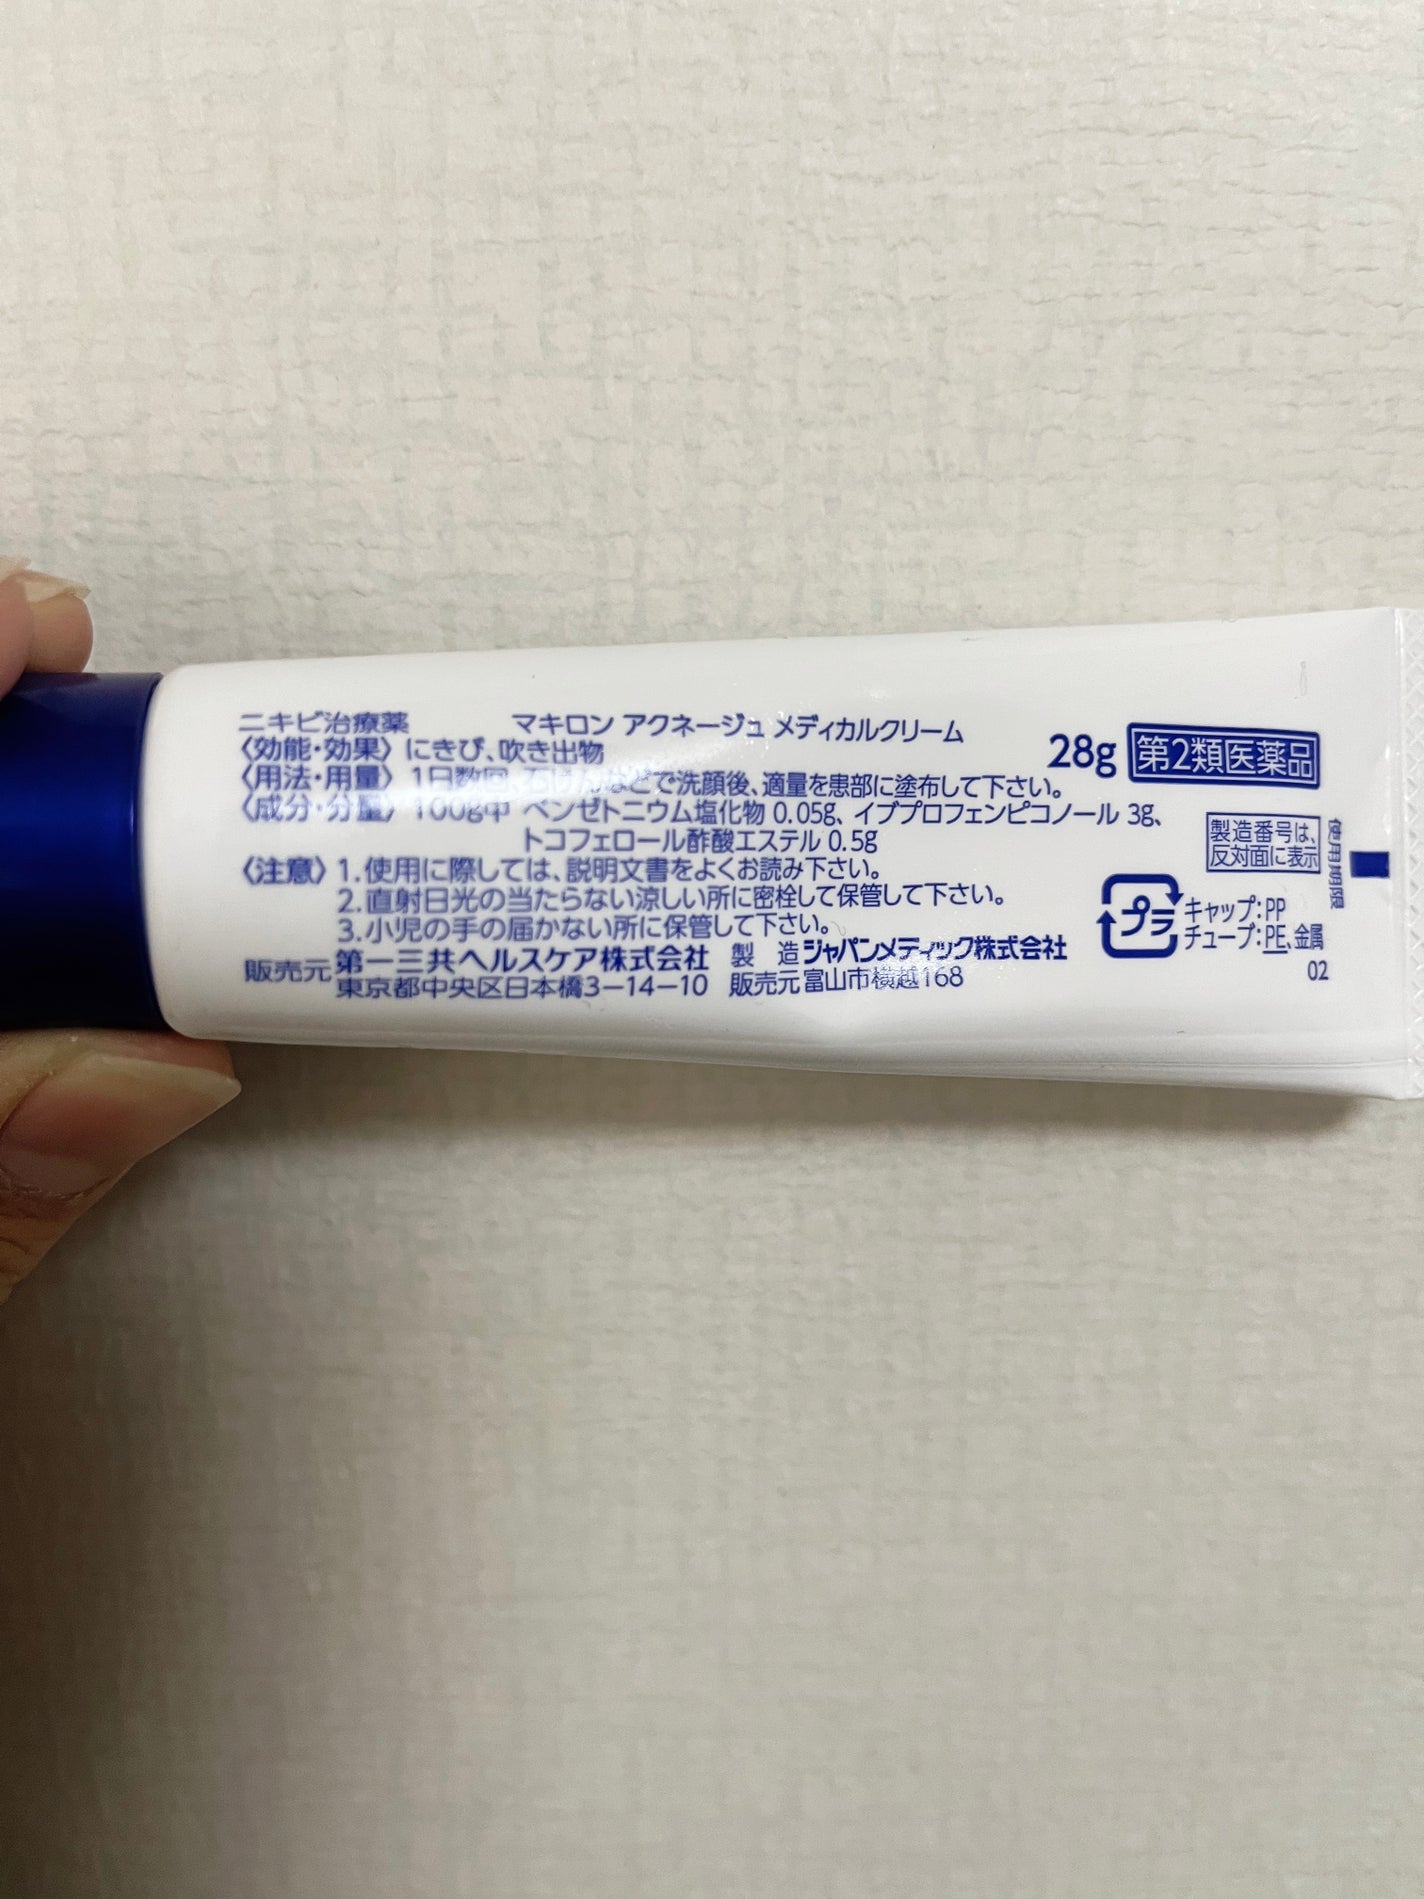 ニキビ治療薬 マキロン アクネージュ メディカルクリーム
〈効能・効果〉にきび、吹き出物
28g 第2類医薬品
〈用法・用量〉1日数回、石けんなどで洗顔後、適量を患部に塗布して下さい。
〈成分・分量〉100g中 ベンゼトニウム塩化物 0.05g、イブプロフェンピコノール 3g、
トコフェロール酢酸エステル 0.5g
〈注意〉1.使用に際しては、説明文書をよくお読み下さい。
2.直射日光の当たらない涼しい所に密栓して保管して下さい。
3.小児の手の届かない所に保管して下さい。
販売元 第一三共ヘルスケア株式会社
東京都中央区日本橋3-14-10
製造販売元 ジャパンメディック株式会社
富山市横越168
製造番号は、
反対面に表示
使用期限
プラ
キャップ:PP
チューブ:PE、金属
02